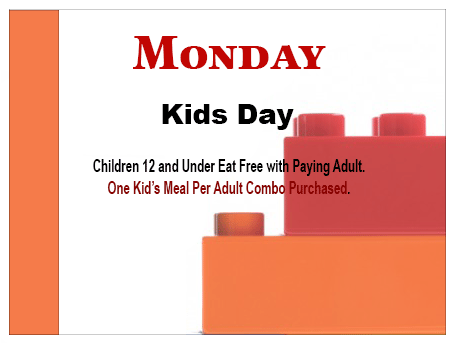 Monday
Kids Day
Children 12 and Under Eat Free with Paying Adult.
One Kid's Meal Per Adult Combo Purchased.